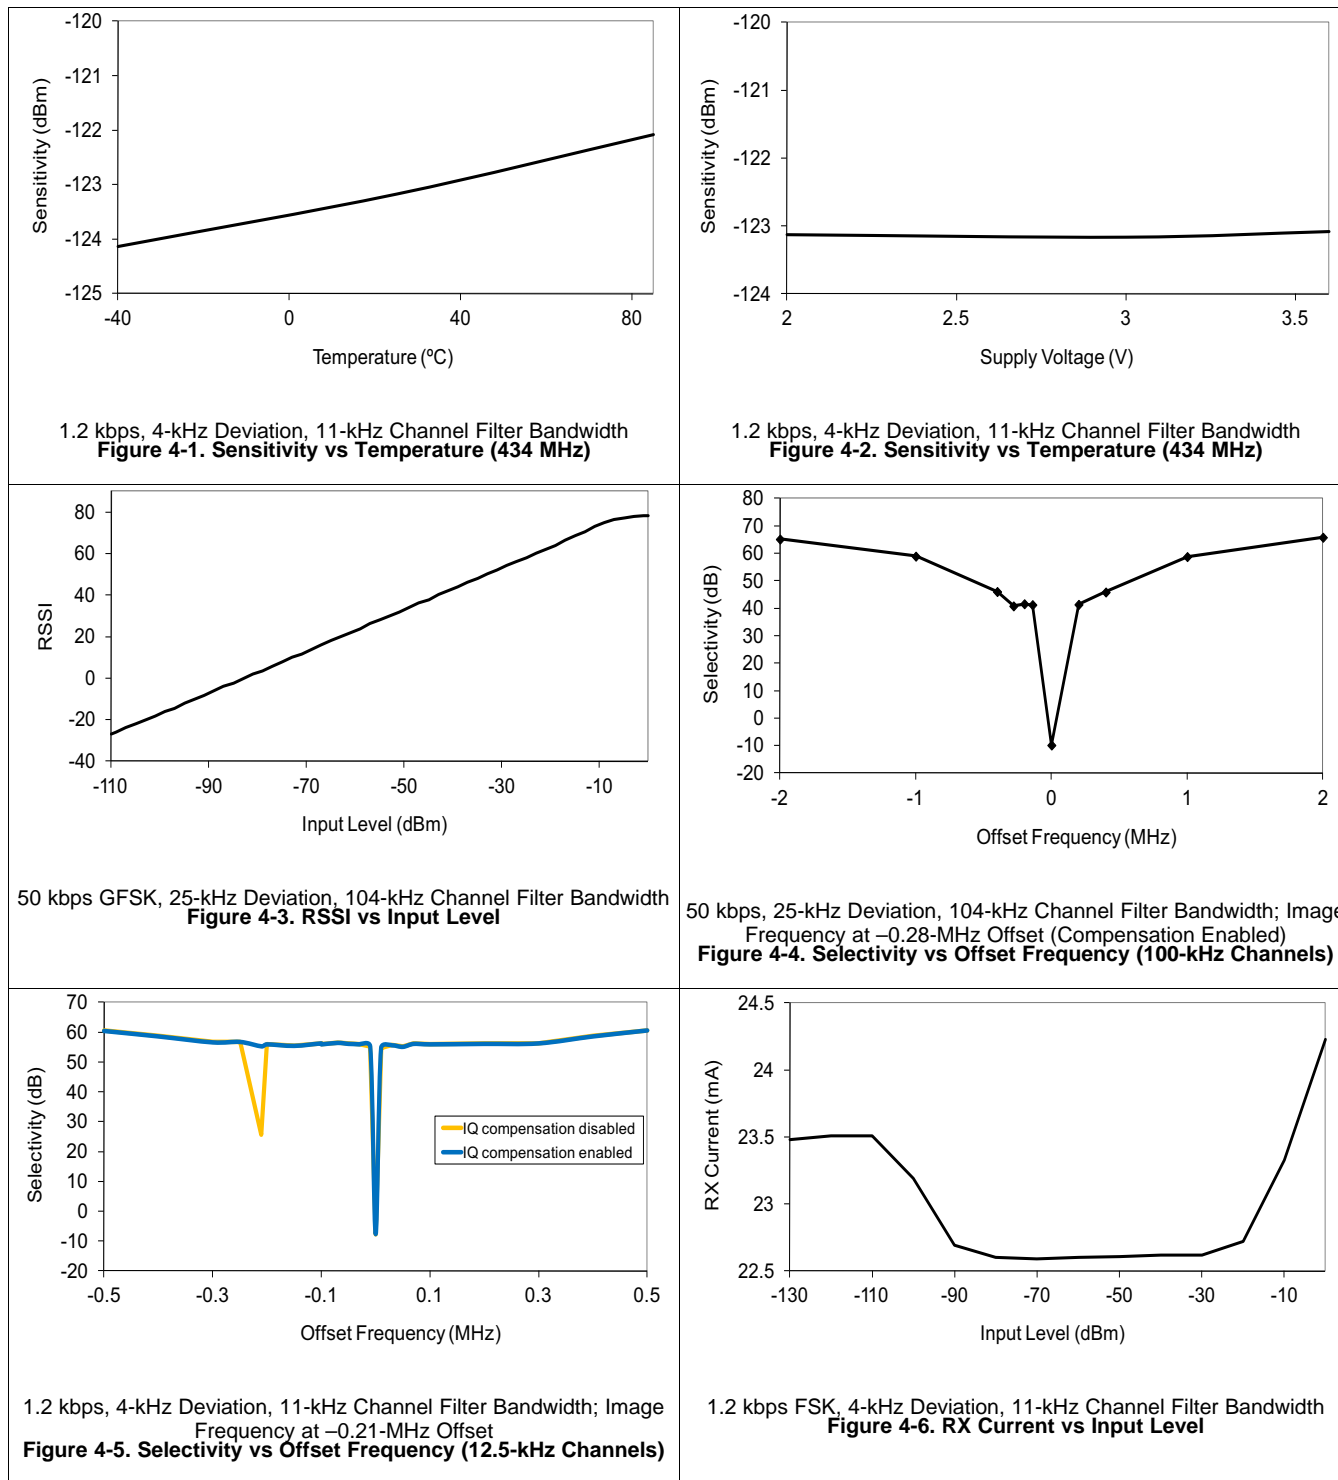 -120
-121
-122
-123
-124
-125
-40 0 40 80
Sensitivity (dBm)
Temperature (ºC)
1.2 kbps, 4-kHz Deviation, 11-kHz Channel Filter Bandwidth
Figure 4-1. Sensitivity vs Temperature (434 MHz)
-120
-121
-122
-123
-124
2 2.5 3 3.5
Sensitivity (dBm)
Supply Voltage (V)
1.2 kbps, 4-kHz Deviation, 11-kHz Channel Filter Bandwidth
Figure 4-2. Sensitivity vs Temperature (434 MHz)
80
60
40
20
0
-20
-40
-110 -90 -70 -50 -30 -10
RSSI
Input Level (dBm)
50 kbps GFSK, 25-kHz Deviation, 104-kHz Channel Filter Bandwidth
Figure 4-3. RSSI vs Input Level
80
70
60
50
40
30
20
10
0
-10
-20
-2 -1 0 1 2
Selectivity (dB)
Offset Frequency (MHz)
50 kbps, 25-kHz Deviation, 104-kHz Channel Filter Bandwidth; Image
Frequency at –0.28-MHz Offset (Compensation Enabled)
Figure 4-4. Selectivity vs Offset Frequency (100-kHz Channels)
70
60
50
40
30
20
10
0
-10
-20
-0.5 -0.3 -0.1 0.1 0.3 0.5
Selectivity (dB)
IQ compensation disabled
IQ compensation enabled
Offset Frequency (MHz)
1.2 kbps, 4-kHz Deviation, 11-kHz Channel Filter Bandwidth; Image
Frequency at –0.21-MHz Offset
Figure 4-5. Selectivity vs Offset Frequency (12.5-kHz Channels)
24.5
24
23.5
23
22.5
-130 -110 -90 -70 -50 -30 -10
RX Current (mA)
Input Level (dBm)
1.2 kbps FSK, 4-kHz Deviation, 11-kHz Channel Filter Bandwidth
Figure 4-6. RX Current vs Input Level